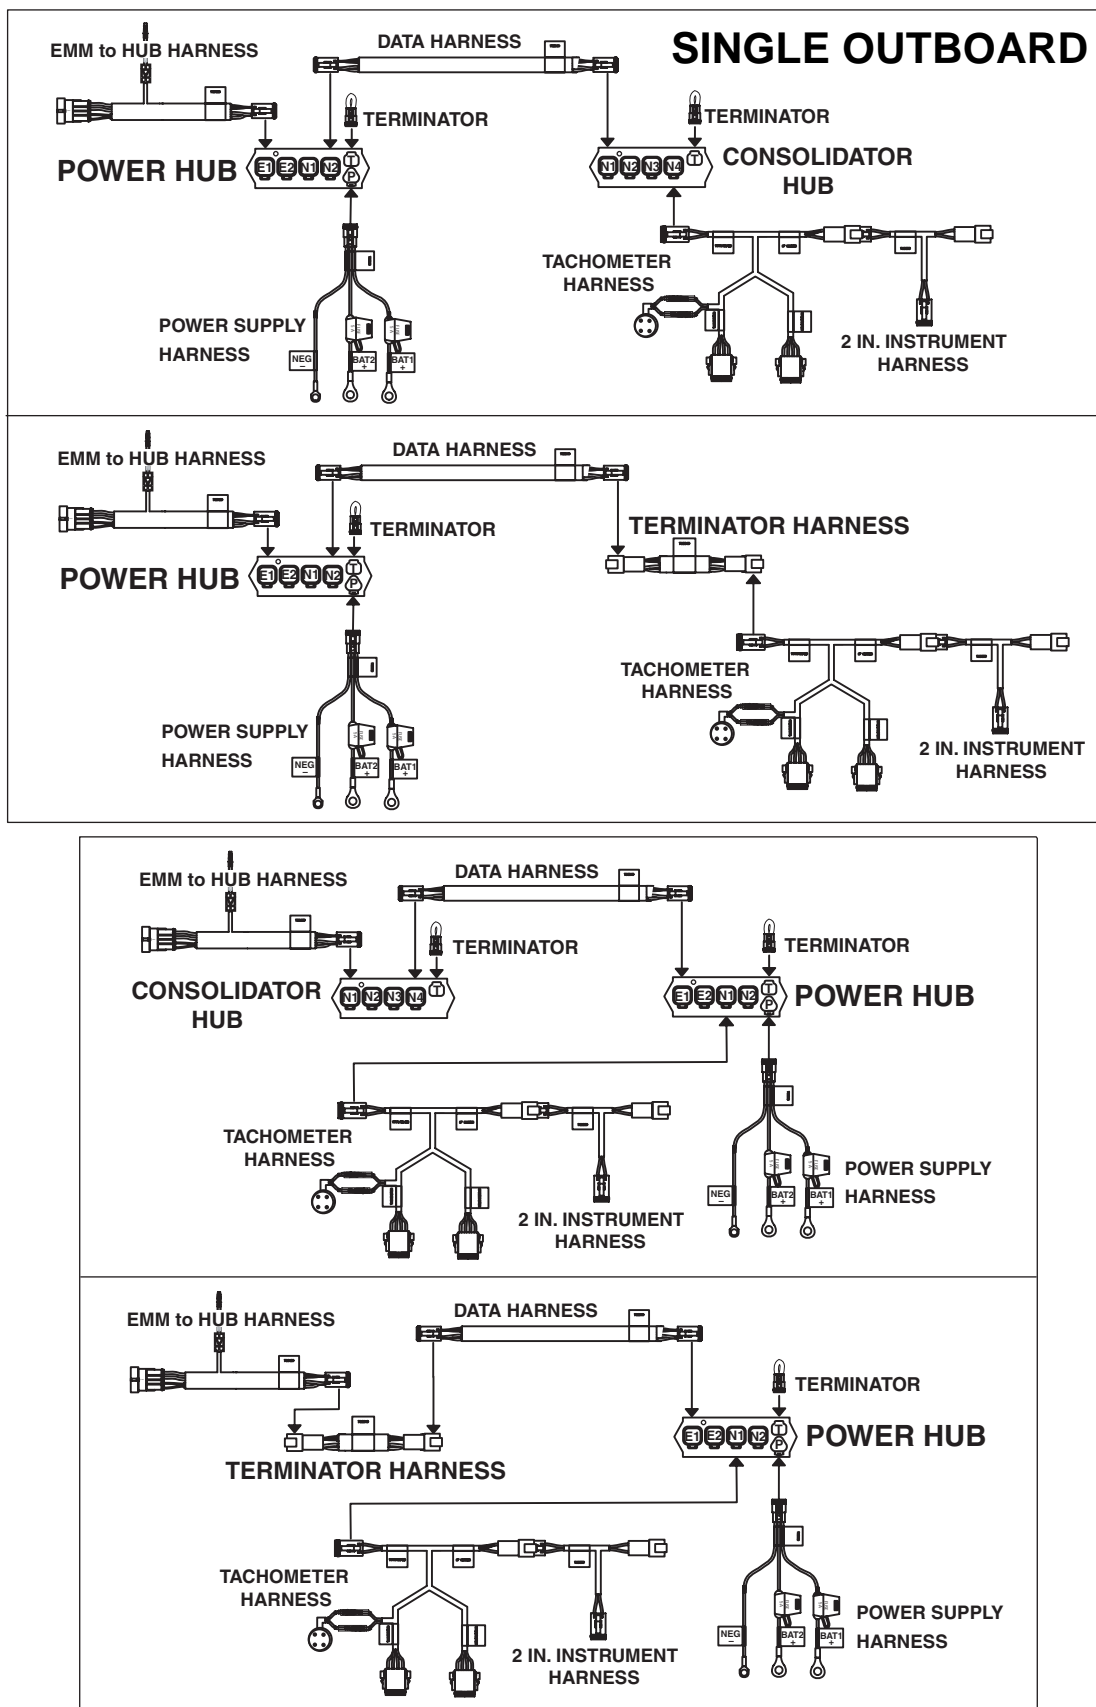 SINGLE OUTBOARD
EMM to HUB HARNESS
DATA HARNESS
TERMINATOR
TERMINATOR
POWER HUB
E1 E2 N1 N2 T
P
N1 N2 N3 N4 T
CONSOLIDATOR
HUB
TACHOMETER
HARNESS
POWER SUPPLY
HARNESS
NEG
–
BAT2
+
BAT1
+
2 IN. INSTRUMENT
HARNESS
EMM to HUB HARNESS
DATA HARNESS
TERMINATOR
TERMINATOR HARNESS
POWER HUB
E1 E2 N1 N2 T
P
TACHOMETER
HARNESS
POWER SUPPLY
HARNESS
NEG
–
BAT2
+
BAT1
+
2 IN. INSTRUMENT
HARNESS
EMM to HUB HARNESS
DATA HARNESS
TERMINATOR
TERMINATOR
CONSOLIDATOR
HUB
N1 N2 N3 N4 T
E1 E2 N1 N2 T
P
POWER HUB
TACHOMETER
HARNESS
2 IN. INSTRUMENT
HARNESS
NEG
–
BAT2
+
BAT1
+
POWER SUPPLY
HARNESS
EMM to HUB HARNESS
DATA HARNESS
TERMINATOR
E1 E2 N1 N2 T
P
POWER HUB
TERMINATOR HARNESS
TACHOMETER
HARNESS
2 IN. INSTRUMENT
HARNESS
NEG
–
BAT2
+
BAT1
+
POWER SUPPLY
HARNESS